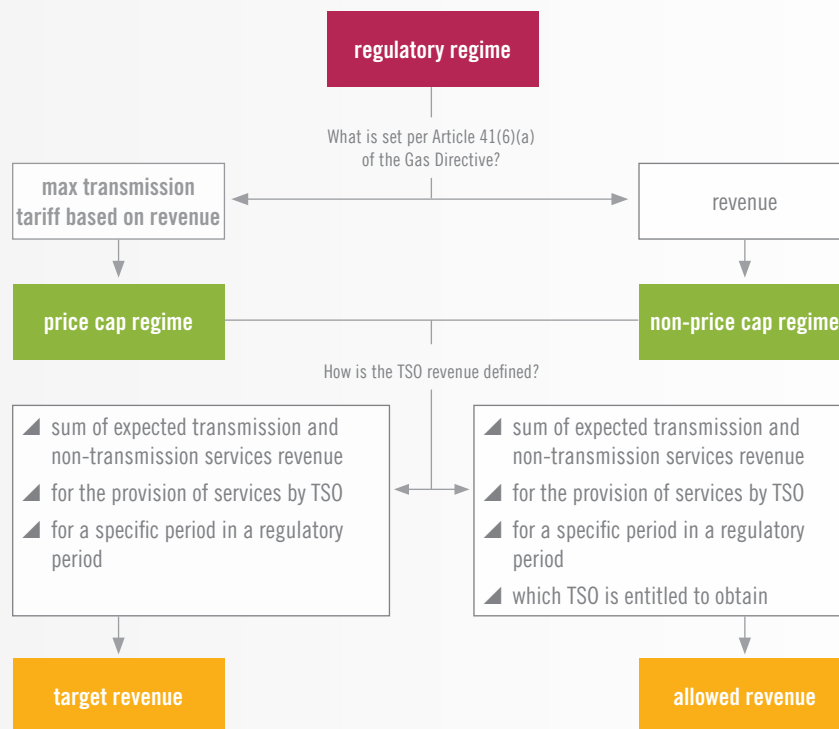 regulatory regime
What is set per Article 41(6)(a)
of the Gas Directive?
max transmission
tariff based on revenue
revenue
price cap regime
non-price cap regime
How is the TSO revenue defined?
sum of expected transmission and
non-transmission services revenue
for the provision of services by TSO
for a specific period in a regulatory
period
sum of expected transmission and
non-transmission services revenue
for the provision of services by TSO
for a specific period in a regulatory
period
which TSO is entitled to obtain
target revenue
allowed revenue